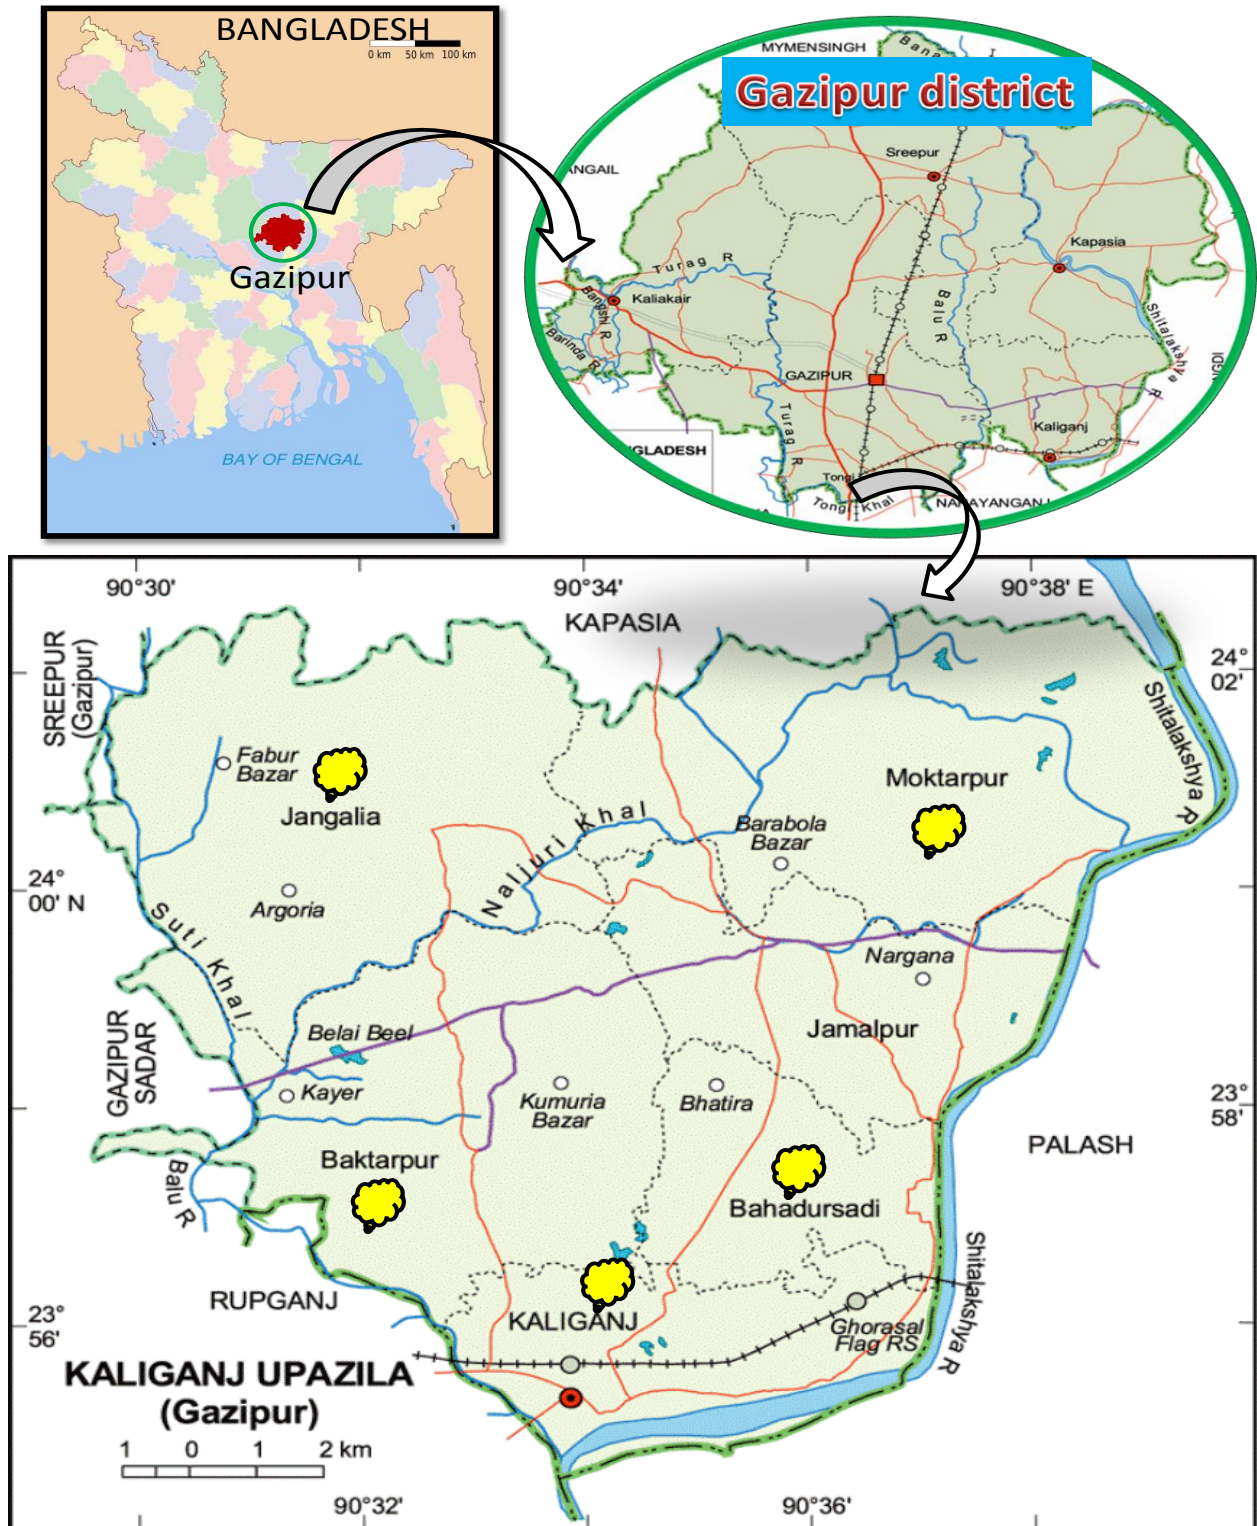 BANGLADESH
0 km 50 km 100 km
Gazipur
BAY OF BENGAL
MYMENSINGH
Gazipur district
ANGAIL
Sreepur
Kapasia
Turag R
Kaliakair
Bangshi R
Barinda R
Balu R
Shitalakshya R
GAZIPUR
Turag R
Kaliganj
NGLADESH
Tongi
Tongi Khal
90°30'
90°34'
90°38' E
KAPASIA
SREEPUR
(Gazipur)
24°
02'
Shitalakshya R
Fabur
Bazar
Jangalia
Moktarpur
Barabola
Bazar
Naljuri Khal
24°
00' N
Argoria
Suti Khal
Nargana
GAZIPUR
SADAR
Belai Beel
Jamalpur
Kayer
Kumuria
Bazar
Bhatira
23°
58'
PALASH
Baktarpur
Balu R
Bahadursadi
Shitalakshya R
RUPGANJ
KALIGANJ
Ghorasal
Flag RS
23°
56'
KALIGANJ UPAZILA
(Gazipur)
1 0 1 2 km
90°32'
90°36'